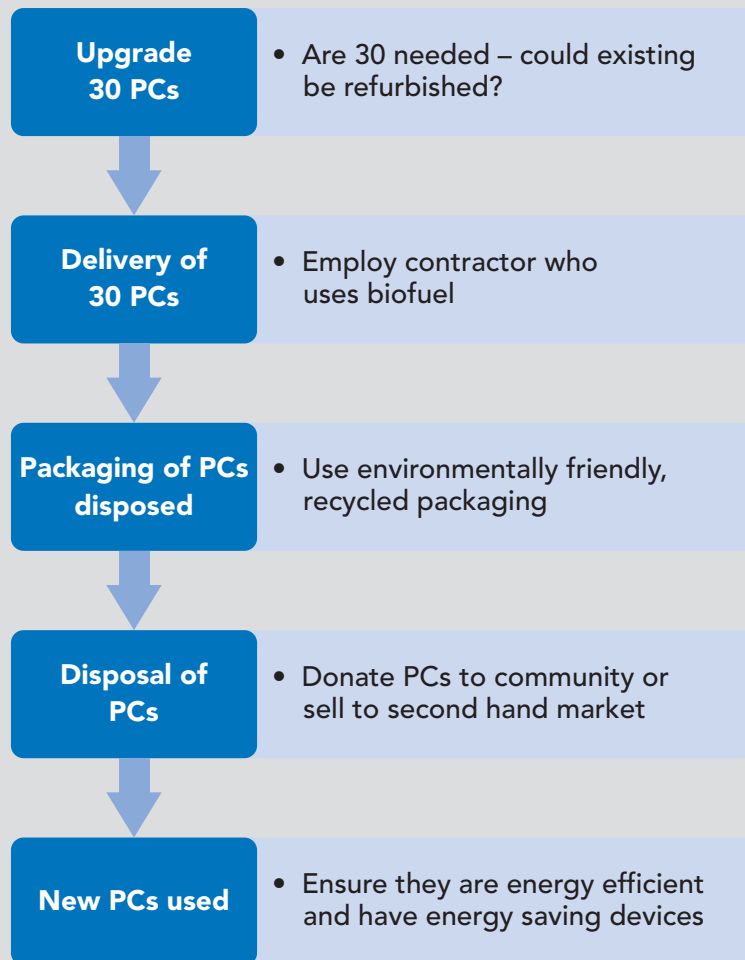 Upgrade
30 PCs
• Are 30 needed – could existing
be refurbished?
Delivery of
30 PCs
• Employ contractor who
uses biofuel
Packaging of PCs
disposed
• Use environmentally friendly,
recycled packaging
Disposal of
PCs
• Donate PCs to community or
sell to second hand market
New PCs used
• Ensure they are energy efficient
and have energy saving devices